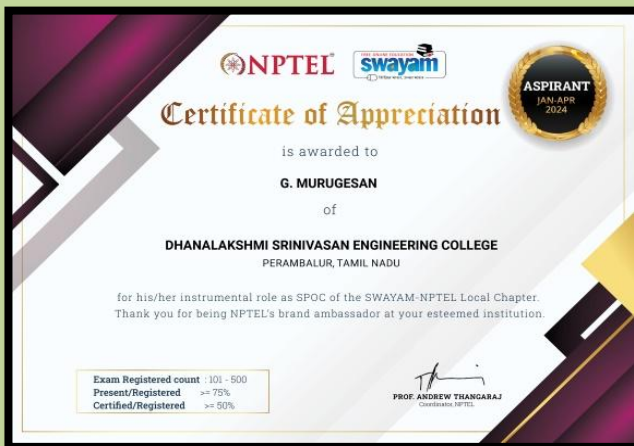 NPTEL
FREE ONLINE EDUCATION
swayam
Certificate of Appreciation
ASPIRANT
JAN-APR
2024
is awarded to
G. MURUGESAN
of
DHANALAKSHMI SRINIVASAN ENGINEERING COLLEGE
PERAMBALUR, TAMIL NADU
for his/her instrumental role as SPOC of the SWAYAM-NPTEL Local Chapter.
Thank you for being NPTEL's brand ambassador at your esteemed institution.
Exam Registered count : 101 - 500
Present/Registered >= 75%
Certified/Registered >= 50%
PROF. ANDREW THANGARAJ
Coordinator, NPTEL